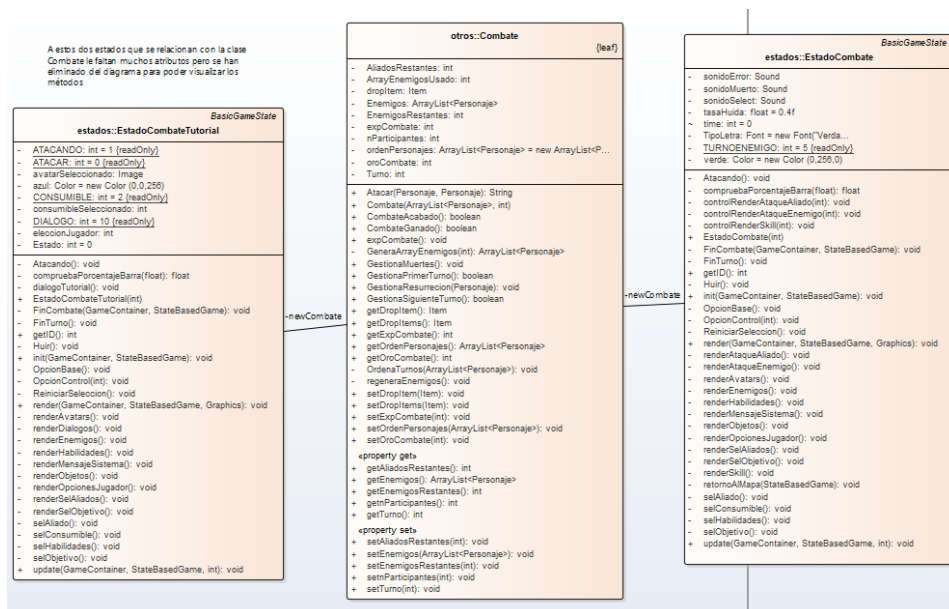 A estos dos estados que se relacionan con la clase
Combate le faltan muchos atributos pero se han
eliminado del diagrama para poder visualizar los
métodos
BasicGameState
estados::EstadoCombateTutorial
- ATACANDO: int = 1 {readOnly}
- ATACAR: int = 0 {readOnly}
- avatarSeleccionado: Image
- azul: Color = new Color (0,0,256)
- CONSUMIBLE: int = 2 {readOnly}
- consumibleSeleccionado: int
- DIALOGO: int = 10 {readOnly}
- eleccionJugador: int
- Estado: int = 0
- Atacando(): void
- compruebaPorcentajeBarra(float): float
- dialogoTutorial(): void
+ EstadoCombateTutorial(int)
- FinCombate(GameContainer, StateBasedGame): void
- FinTurno(): void
+ getID(): int
- Huir(): void
+ init(GameContainer, StateBasedGame): void
- OpcionBase(): void
- OpcionControl(int): void
- ReiniciarSeleccion(): void
+ render(GameContainer, StateBasedGame, Graphics): void
- renderAvatars(): void
- renderDialogos(): void
- renderEnemigos(): void
- renderHabilidades(): void
- renderMensajeSistema(): void
- renderObjetos(): void
- renderOpcionesJugador(): void
- renderSelAliados(): void
- renderSelObjetivo(): void
- selAliado(): void
- selConsumible(): void
- selHabilidades(): void
- selObjetivo(): void
+ update(GameContainer, StateBasedGame, int): void
-newCombate
otros::Combate
{leaf}
- AliadosRestantes: int
- ArrayEnemigosUsado: int
- dropItem: Item
- Enemigos: ArrayList<Personaje>
- EnemigosRestantes: int
- expCombate: int
- nParticipantes: int
- ordenPersonajes: ArrayList<Personaje> = new ArrayList<P...
- oroCombate: int
- Turno: int
+ Atacar(Personaje, Personaje): String
+ Combate(ArrayList<Personaje>, int)
+ CombateAcabado(): boolean
+ CombateGanado(): boolean
+ expCombate(): void
- GeneraArrayEnemigos(int): ArrayList<Personaje>
+ GestionaMuertes(): void
+ GestionaPrimerTurno(): boolean
+ GestionaResurrecion(Personaje): void
+ GestionaSiguienteTurno(): boolean
+ getDropItem(): Item
+ getDropItems(): Item
+ getExpCombate(): int
+ getOrdenPersonajes(): ArrayList<Personaje>
+ getOroCombate(): int
- OrdenaTurnos(ArrayList<Personaje>): void
- regeneraEnemigos(): void
+ setDropItem(Item): void
+ setDropItems(Item): void
+ setExpCombate(int): void
+ setOrdenPersonajes(ArrayList<Personaje>): void
+ setOroCombate(int): void
«property get»
+ getAliadosRestantes(): int
+ getEnemigos(): ArrayList<Personaje>
+ getEnemigosRestantes(): int
+ getnParticipantes(): int
+ getTurno(): int
«property set»
+ setAliadosRestantes(int): void
+ setEnemigos(ArrayList<Personaje>): void
+ setEnemigosRestantes(int): void
+ setnParticipantes(int): void
+ setTurno(int): void
-newCombate
BasicGameState
estados::EstadoCombate
- sonidoError: Sound
- sonidoMuerto: Sound
- sonidoSelect: Sound
- tasaHuida: float = 0.4f
~ time: int = 0
- TipoLetra: Font = new Font("Verda...
- TURNOENEMIGO: int = 5 {readOnly}
- verde: Color = new Color (0,256,0)
- Atacando(): void
- compruebaPorcentajeBarra(float): float
- controlRenderAtaqueAliado(int): void
- controlRenderAtaqueEnemigo(int): void
- controlRenderSkill(int): void
+ EstadoCombate(int)
- FinCombate(GameContainer, StateBasedGame): void
- FinTurno(): void
+ getID(): int
- Huir(): void
+ init(GameContainer, StateBasedGame): void
- OpcionBase(): void
- OpcionControl(int): void
- ReiniciarSeleccion(): void
+ render(GameContainer, StateBasedGame, Graphics): void
- renderAtaqueAliado(): void
- renderAtaqueEnemigo(): void
- renderAvatars(): void
- renderEnemigos(): void
- renderHabilidades(): void
- renderMensajeSistema(): void
- renderObjetos(): void
- renderOpcionesJugador(): void
- renderSelAliados(): void
- renderSelObjetivo(): void
- renderSkill(): void
- retornoAlMapa(StateBasedGame): void
- selAliado(): void
- selConsumible(): void
- selHabilidades(): void
- selObjetivo(): void
+ update(GameContainer, StateBasedGame, int): void